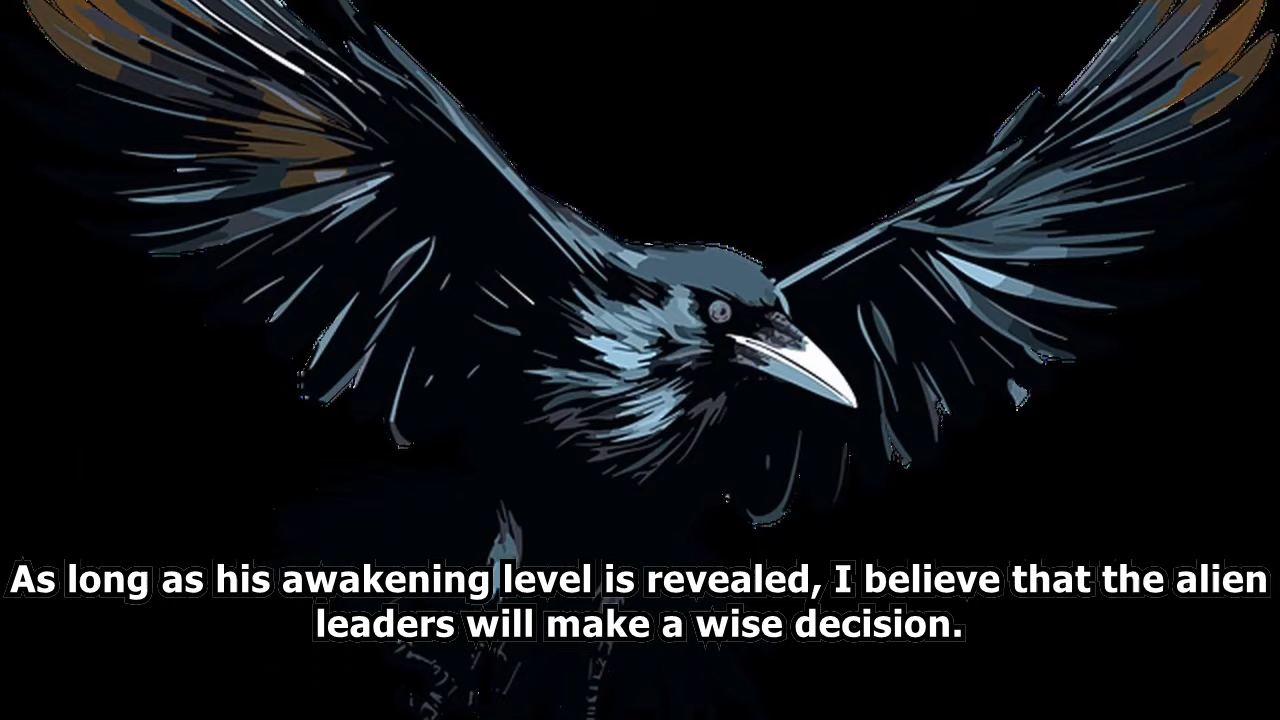 As long as his awakening level is revealed, I believe that the alien
leaders will make a wise decision.